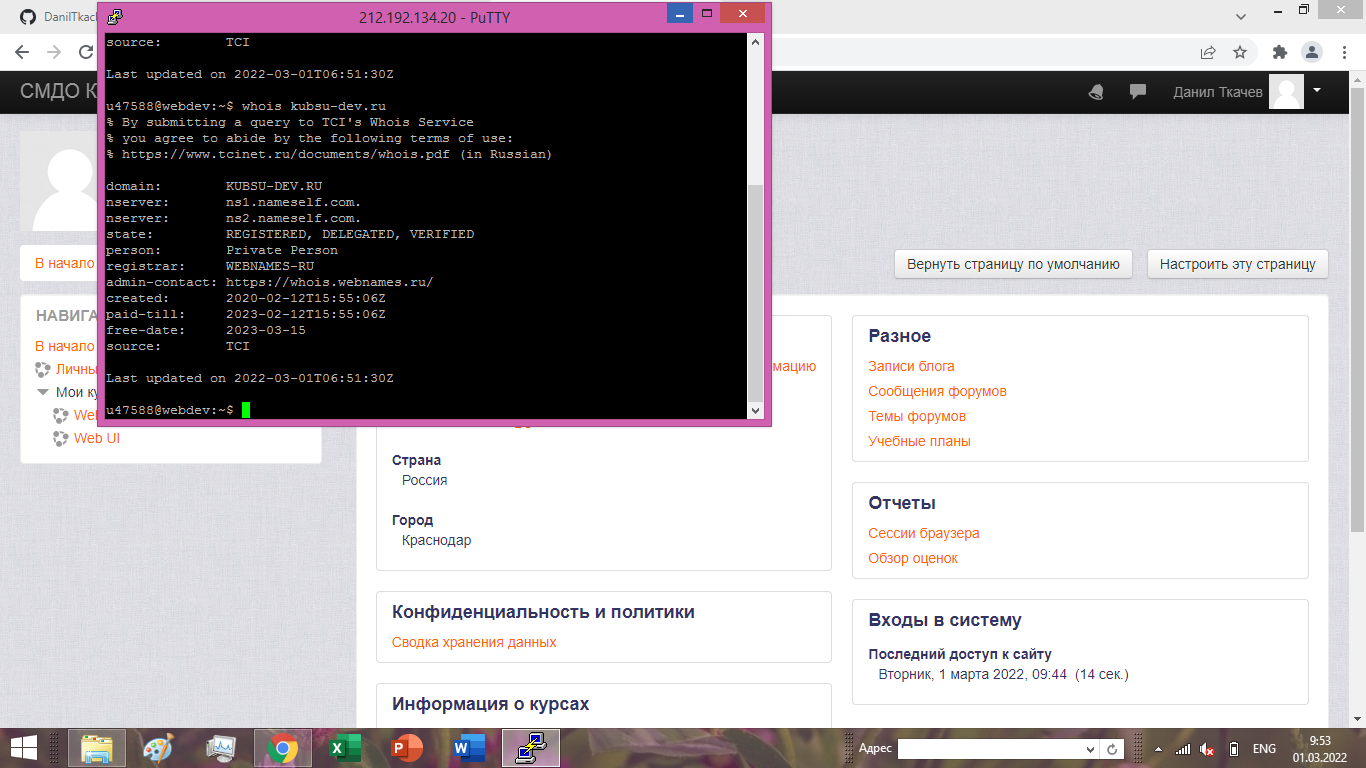 DanilTkac
212.192.134.20 - PuTTY
source: TCI
Last updated on 2022-03-01T06:51:30Z
u47588@webdev:~$ whois kubsu-dev.ru
% By submitting a query to TCI's Whois Service
% you agree to abide by the following terms of use:
% https://www.tcinet.ru/documents/whois.pdf (in Russian)
domain: KUBSU-DEV.RU
nserver: ns1.nameself.com.
nserver: ns2.nameself.com.
state: REGISTERED, DELEGATED, VERIFIED
person: Private Person
registrar: WEBNAMES-RU
admin-contact: https://whois.webnames.ru/
created: 2020-02-12T15:55:06Z
paid-till: 2023-02-12T15:55:06Z
free-date: 2023-03-15
source: TCI
Last updated on 2022-03-01T06:51:30Z
u47588@webdev:~$
СМДО К
Данил Ткачев
В начало
Вернуть страницу по умолчанию
Настроить эту страницу
НАВИГА
В начало
Личны
Мои ку
Web
Web UI
мацию
Страна
Россия
Город
Краснодар
Конфиденциальность и политики
Сводка хранения данных
Информация о курсах
Разное
Записи блога
Сообщения форумов
Темы форумов
Учебные планы
Отчеты
Сессии браузера
Обзор оценок
Входы в систему
Последний доступ к сайту
Вторник, 1 марта 2022, 09:44 (14 сек.)
Адрес
ENG
9:53
01.03.2022